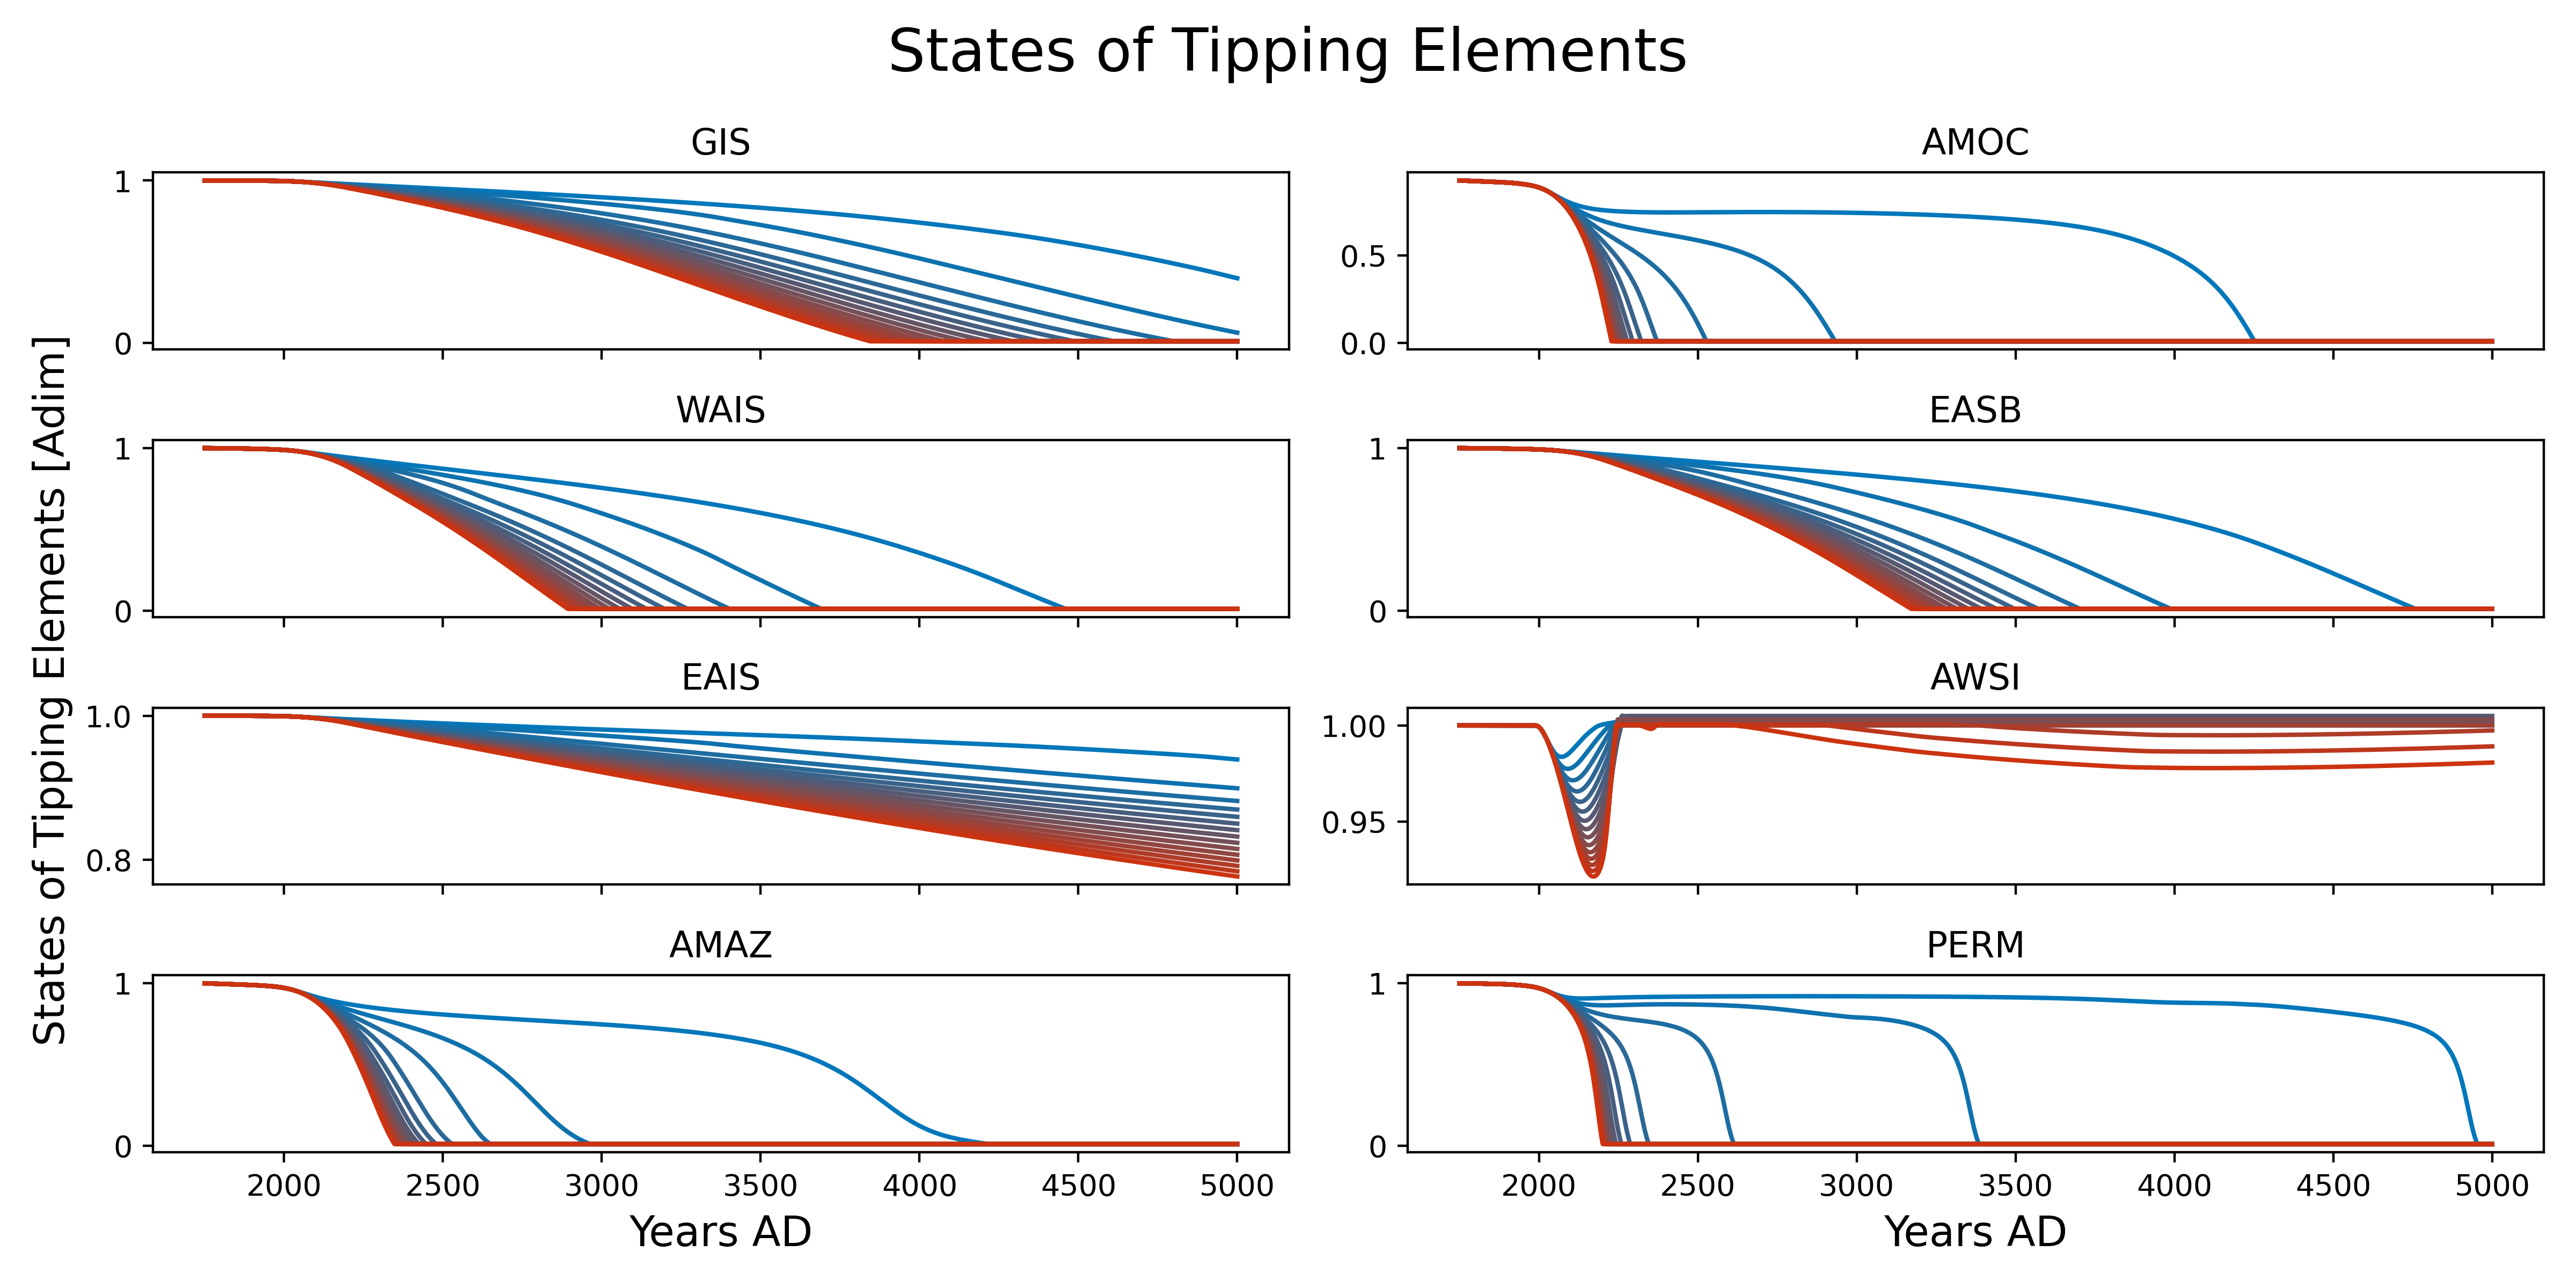 States of Tipping Elements
States of Tipping Elements [Adim]
GIS
1
0
AMOC
0.5
0.0
WAIS
1
0
EASB
1
0
EAIS
1.0
0.8
AWSI
1.00
0.95
AMAZ
1
0
2000 2500 3000 3500 4000 4500 5000
Years AD
PERM
1
0
2000 2500 3000 3500 4000 4500 5000
Years AD